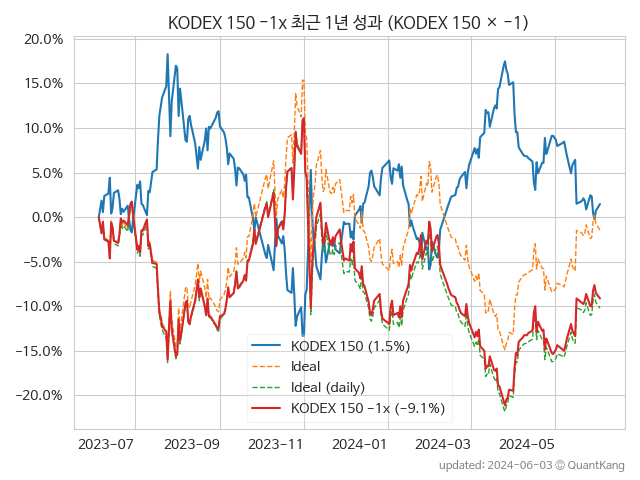 KODEX 150 −1x 최근 1년 성과 (KODEX 150 × −1)
20.0%
15.0%
10.0%
5.0%
0.0%
−5.0%
−10.0%
−15.0%
−20.0%
KODEX 150 (1.5%)
Ideal
Ideal (daily)
KODEX 150 −1x (−9.1%)
2023−07 2023−09 2023−11 2024−01 2024−03 2024−05
updated: 2024−06−03 © QuantKang